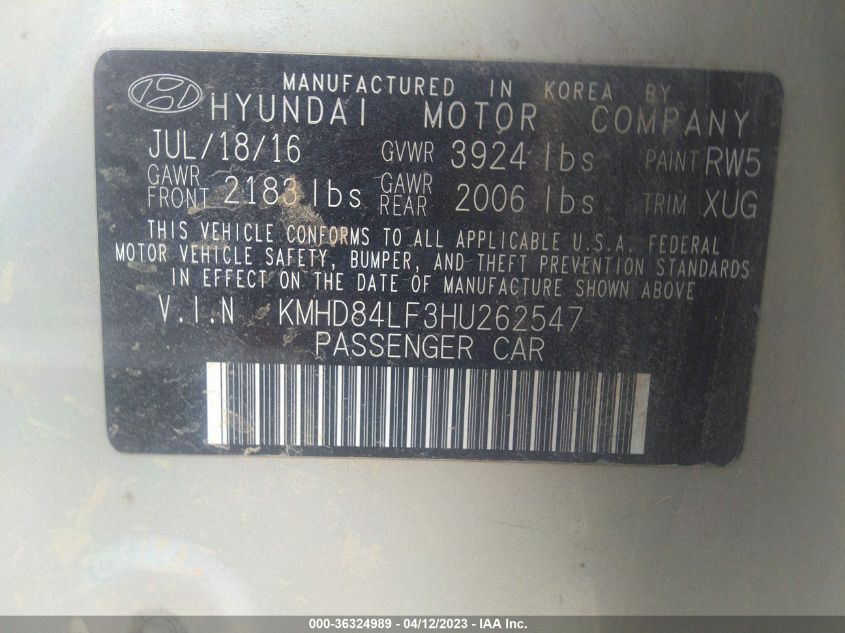 MANUFACTURED IN KOREA BY
HYUNDAI MOTOR COMPANY
JUL/18/16 GVWR 3924 lbs PAINT RW5
GAWR FRONT 2183 lbs GAWR REAR 2006 lbs TRIM XUG
THIS VEHICLE CONFORMS TO ALL APPLICABLE U.S.A. FEDERAL
MOTOR VEHICLE SAFETY, BUMPER, AND THEFT PREVENTION STANDARDS
IN EFFECT ON THE DATE OF MANUFACTURE SHOWN ABOVE
V.I.N KMHD84LF3HU262547
PASSENGER CAR
000-36324989 - 04/12/2023 - IAA Inc.